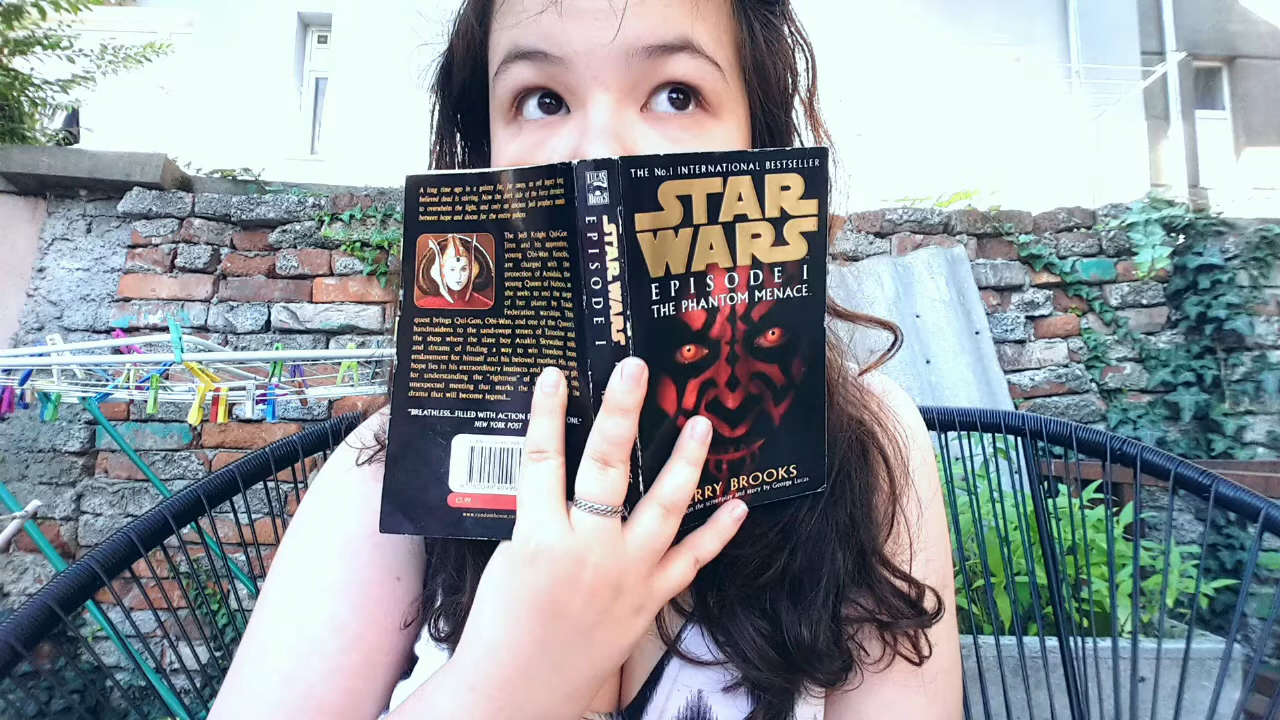 A long time ago in a galaxy far, far away, an evil legacy long
believed dead is stirring. Now the dark side of the Force threatens
to overwhelm the light, and only an ancient Jedi prophecy stands
between hope and doom for the entire galaxy.
The Jedi Knight Qui-Gon
Jinn and his apprentice,
young Obi-Wan Kenobi,
are charged with the
protection of Amidala, the
young Queen of Naboo, as
she seeks to end the siege
of her planet by Trade
Federation warships. This
quest brings Qui-Gon, Obi-Wan, and one of the Queen's
handmaidens to the sand-swept streets of Tatooine and
the shop where the slave boy Anakin Skywalker toils
and dreams of finding a way to win freedom from
enslavement for himself and his beloved mother. His only
hope lies in his extraordinary instincts and
for understanding the "rightness" of
unexpected meeting that marks the
drama that will become legend...
"BREATHLESS...FILLED WITH ACTION
NEW YORK POST
£5.99
LUCAS
BOOKS
STAR WARS
EPISODE I
THE No.1 INTERNATIONAL BESTSELLER
STAR
WARS
EPISODE I
THE PHANTOM MENACE
RRY BROOKS
on the screenplay and story by George Lucas